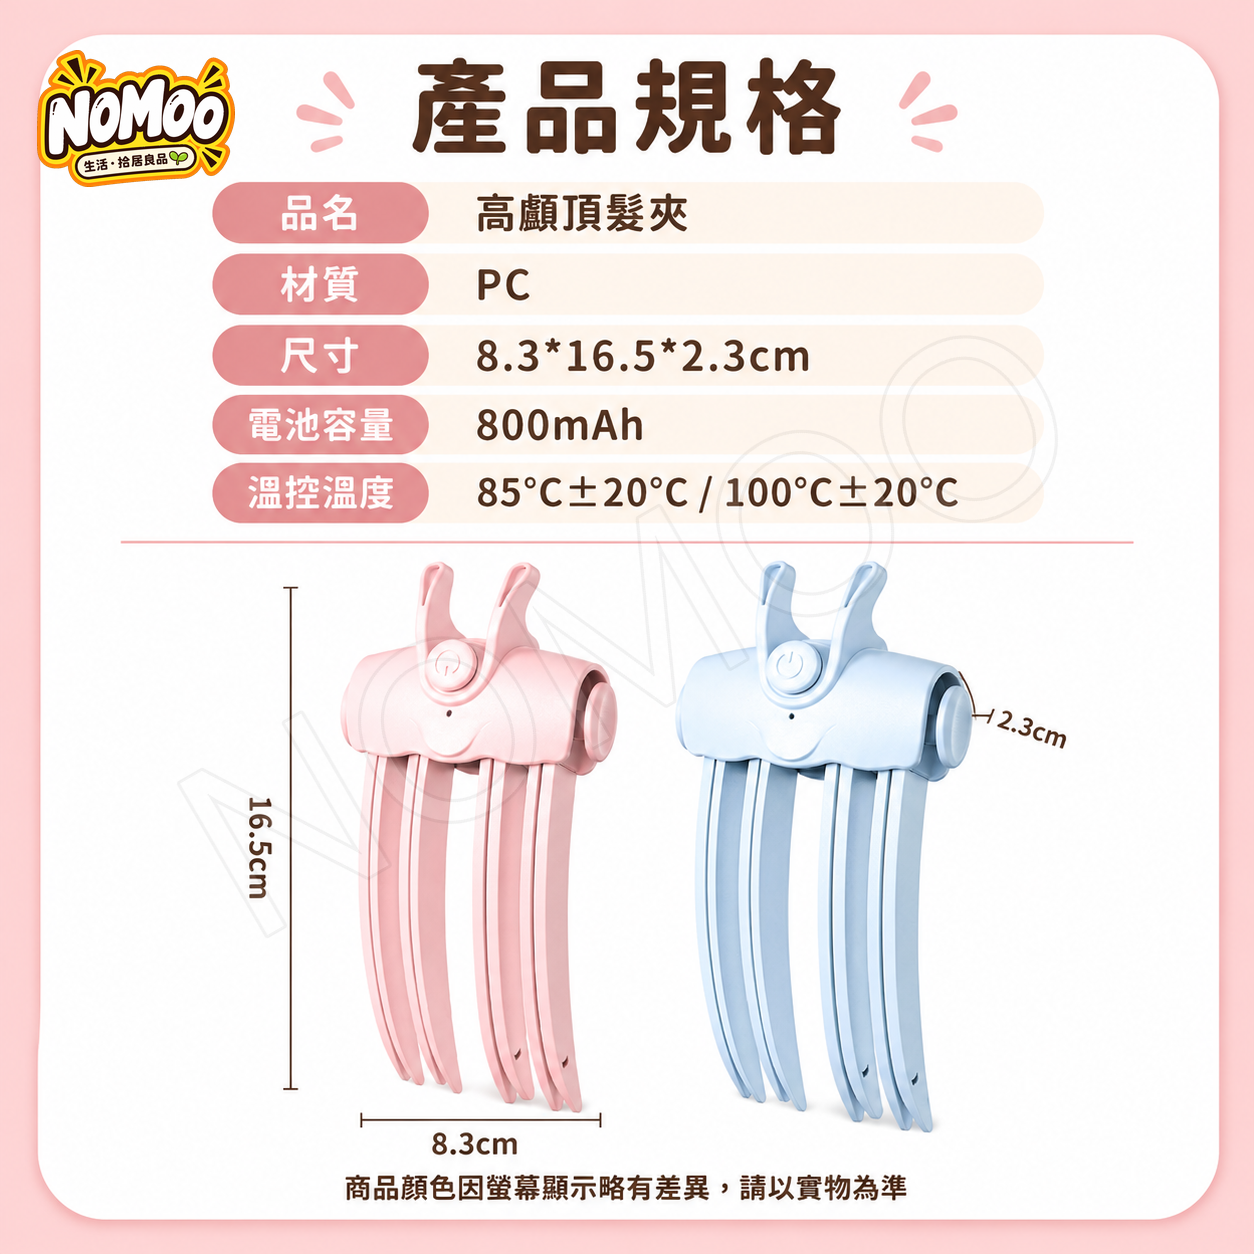 NOMOO
生活·拾居良品
產品規格
品名 高顱頂髮夾
材質 PC
尺寸 8.3*16.5*2.3cm
電池容量 800mAh
溫控溫度 85°C±20°C / 100°C±20°C
2.3cm
16.5cm
8.3cm
商品顏色因螢幕顯示略有差異，請以實物為準
NOMOO